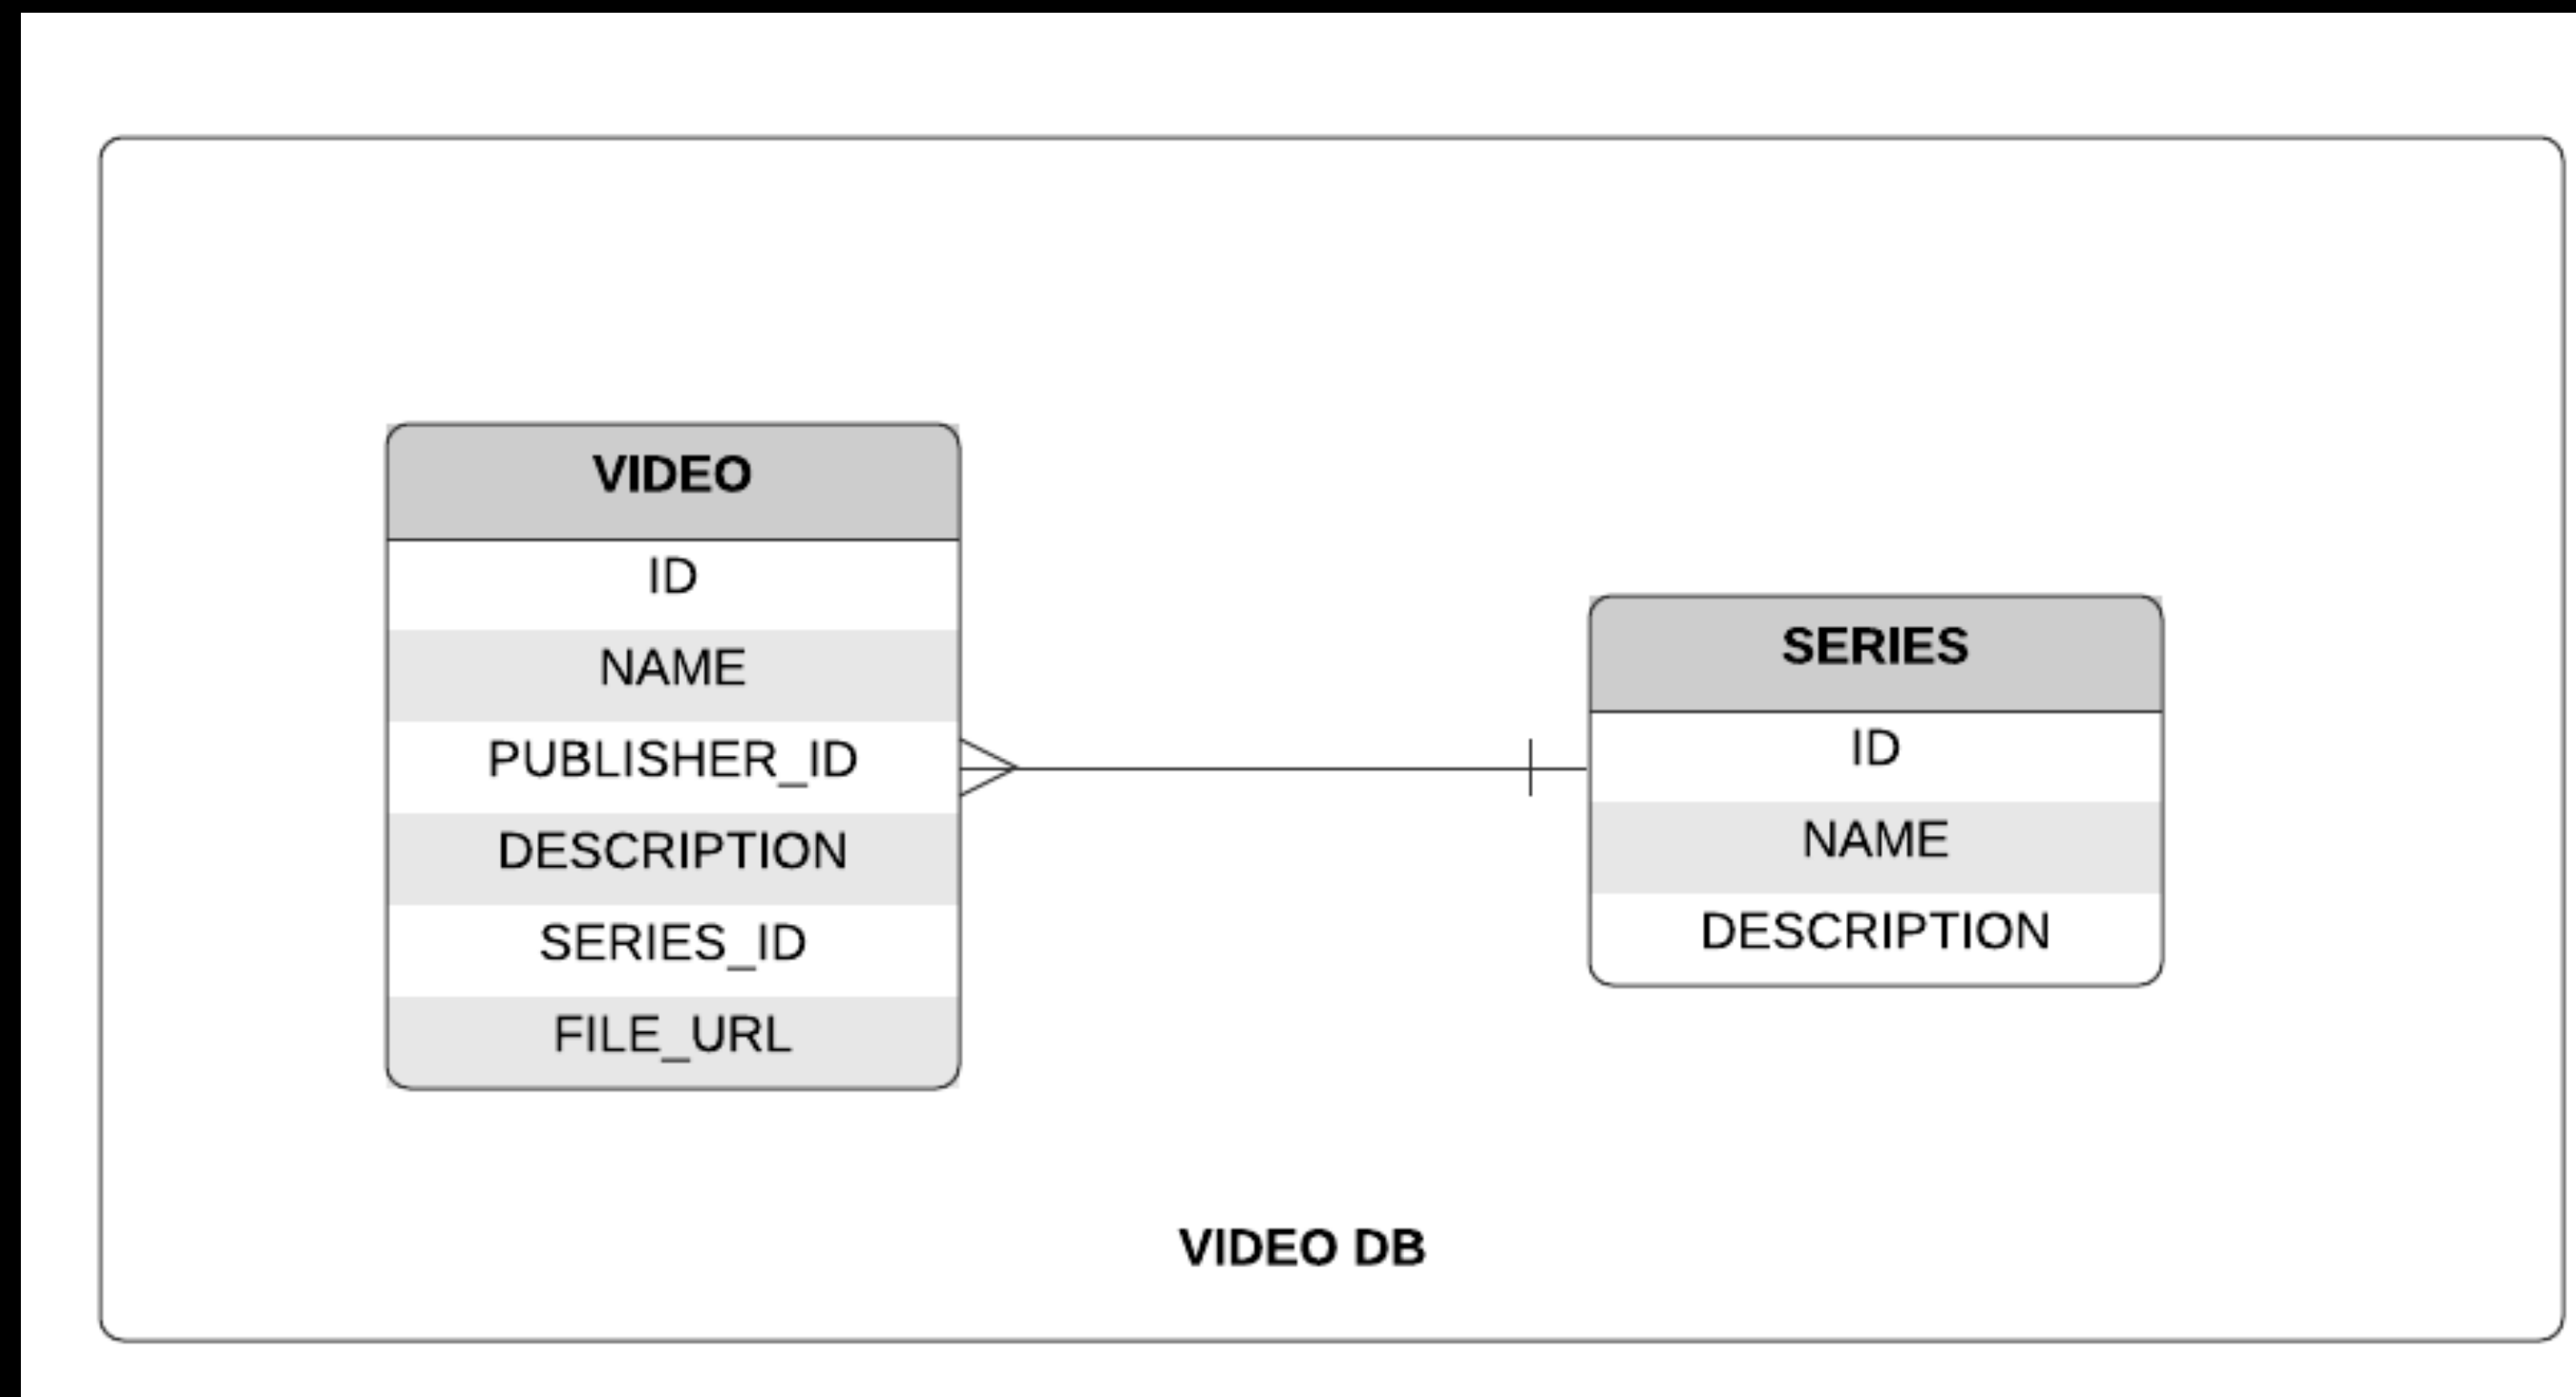 VIDEO
ID
NAME
PUBLISHER_ID
DESCRIPTION
SERIES_ID
FILE_URL
SERIES
ID
NAME
DESCRIPTION
VIDEO DB